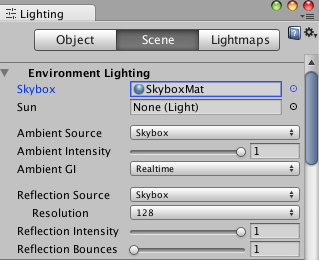 Lighting
Object Scene Lightmaps
Environment Lighting
Skybox SkyboxMat
Sun None (Light)
Ambient Source Skybox
Ambient Intensity 1
Ambient GI Realtime
Reflection Source Skybox
Resolution 128
Reflection Intensity 1
Reflection Bounces 1